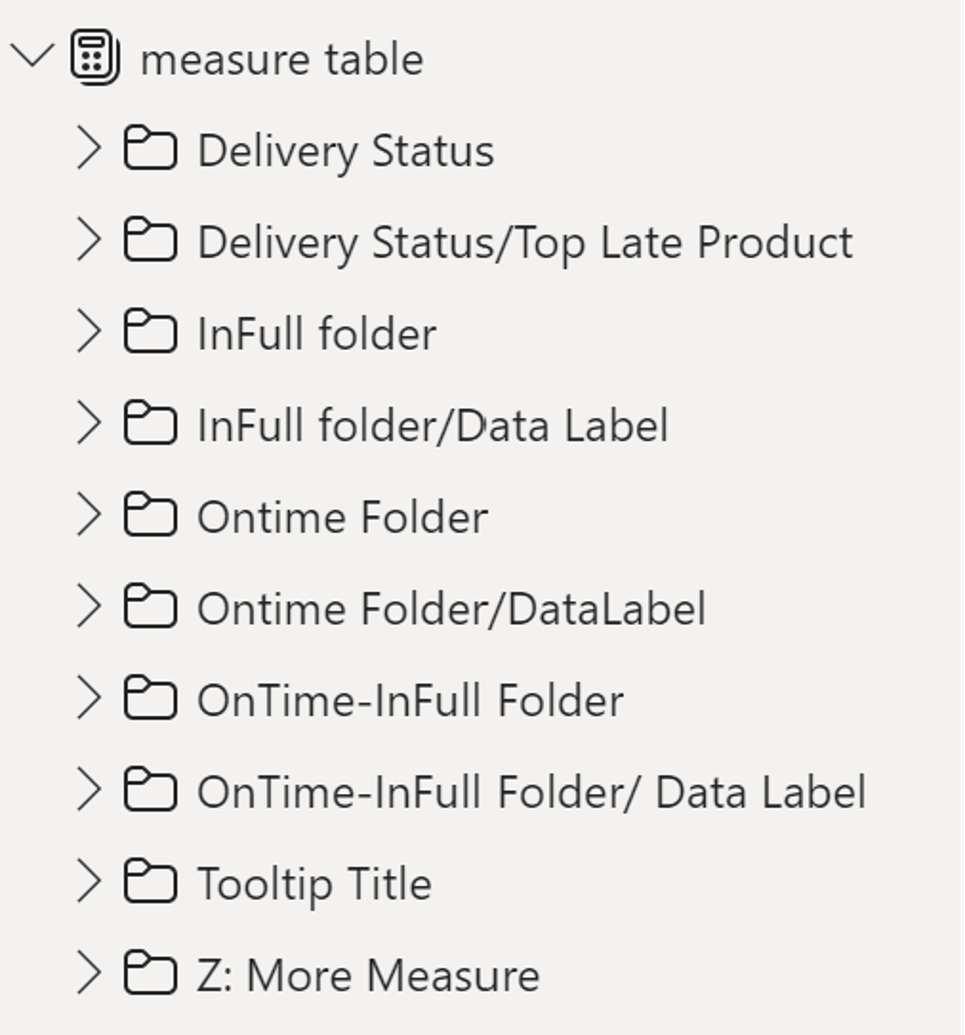 measure table
Delivery Status
Delivery Status/Top Late Product
InFull folder
InFull folder/Data Label
Ontime Folder
Ontime Folder/DataLabel
OnTime-InFull Folder
OnTime-InFull Folder/ Data Label
Tooltip Title
Z: More Measure